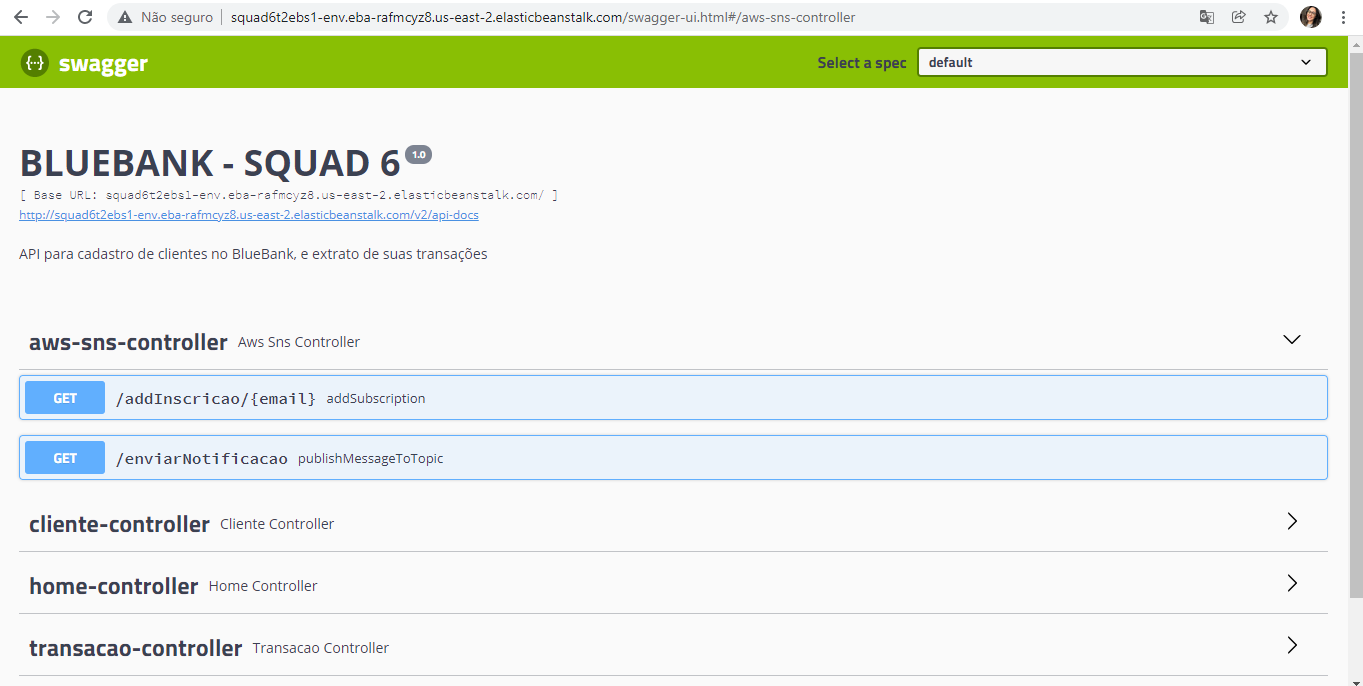 Não seguro squad6t2ebs1-env.eba-rafmcyz8.us-east-2.elasticbeanstalk.com/swagger-ui.html#/aws-sns-controller
{··} swagger Select a spec default
BLUEBANK - SQUAD 6 1.0
[ Base URL: squad6t2ebs1-env.eba-rafmcyz8.us-east-2.elasticbeanstalk.com/ ]
http://squad6t2ebs1-env.eba-rafmcyz8.us-east-2.elasticbeanstalk.com/v2/api-docs
API para cadastro de clientes no BlueBank, e extrato de suas transações
aws-sns-controller Aws Sns Controller
GET /addInscricao/{email} addSubscription
GET /enviarNotificacao publishMessageToTopic
cliente-controller Cliente Controller
home-controller Home Controller
transacao-controller Transacao Controller